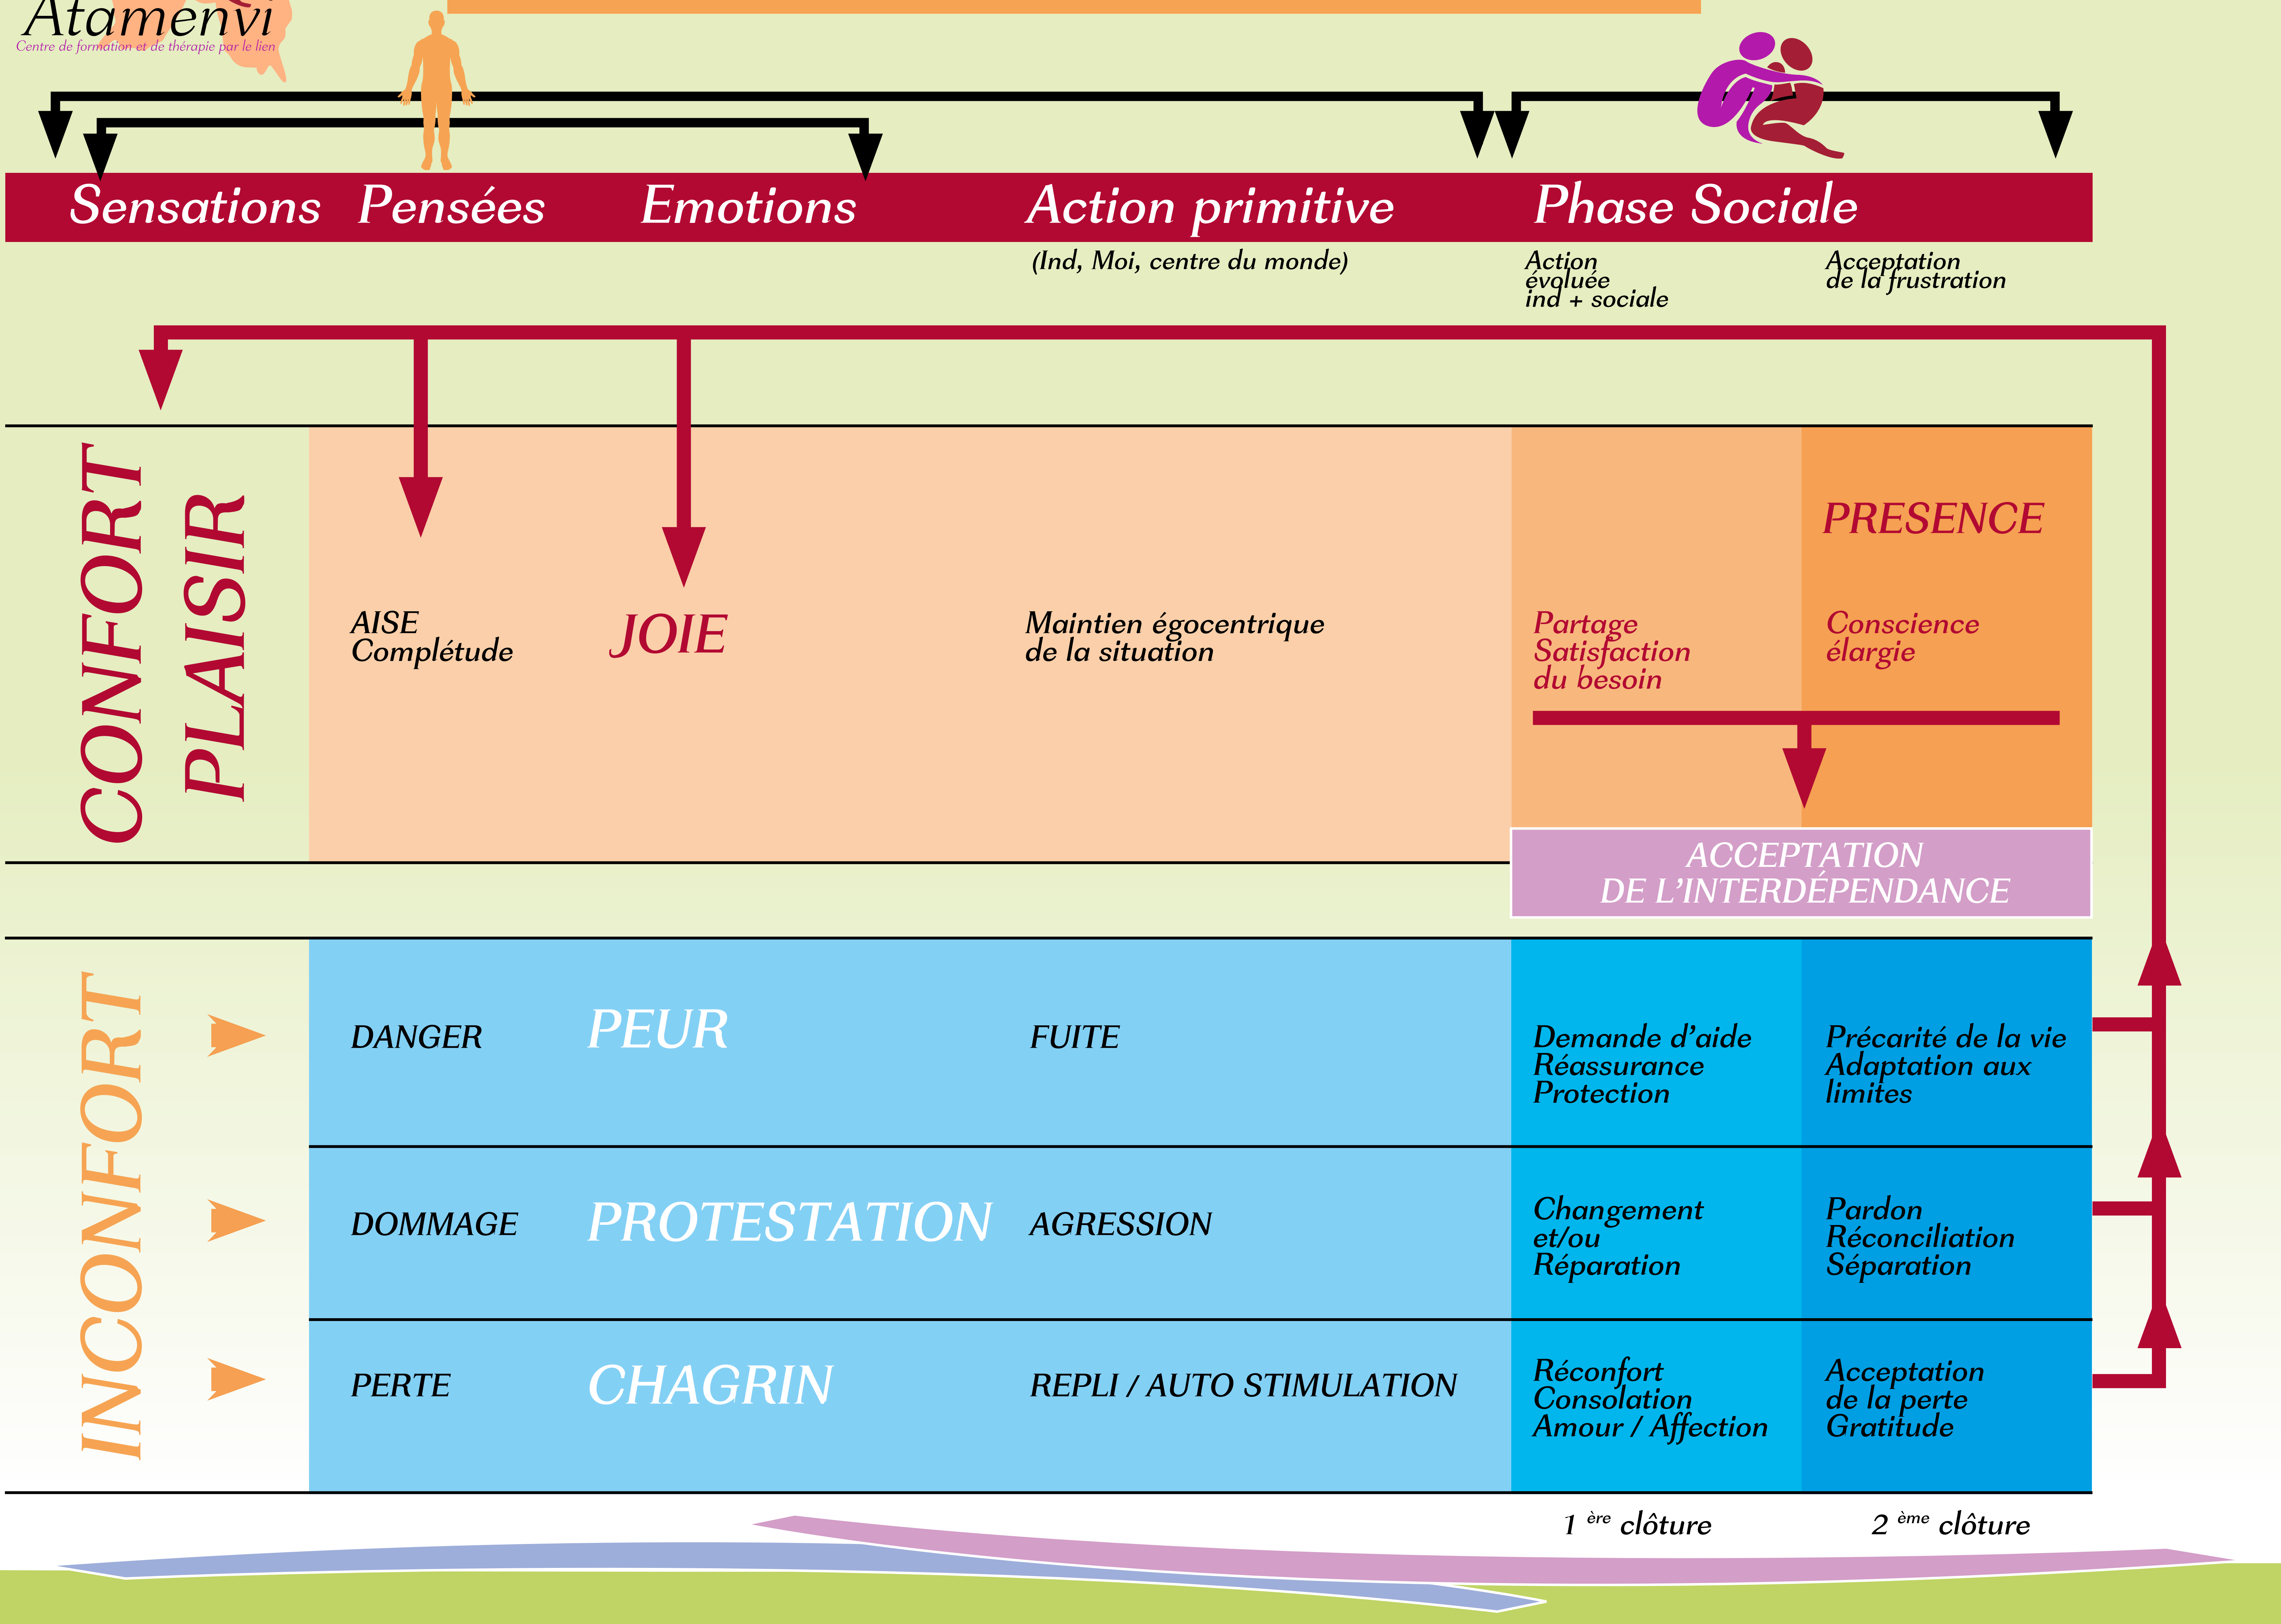 Atamenvi
Centre de formation et de thérapie par le lien
Sensations Pensées Emotions Action primitive Phase Sociale
(Ind, Moi, centre du monde)
Action
évoluée
ind + sociale
Acceptation
de la frustration
CONFORT
PLAISIR
AISE
Complétude
JOIE
Maintien égocentrique
de la situation
Partage
Satisfaction
du besoin
PRESENCE
Conscience
élargie
ACCEPTATION
DE L’INTERDÉPENDANCE
INCONFORT
DANGER
PEUR
FUITE
Demande d’aide
Réassurance
Protection
Précarité de la vie
Adaptation aux
limites
DOMMAGE
PROTESTATION
AGRESSION
Changement
et/ou
Réparation
Pardon
Réconciliation
Séparation
PERTE
CHAGRIN
REPLI / AUTO STIMULATION
Réconfort
Consolation
Amour / Affection
Acceptation
de la perte
Gratitude
1 ère clôture
2 ème clôture